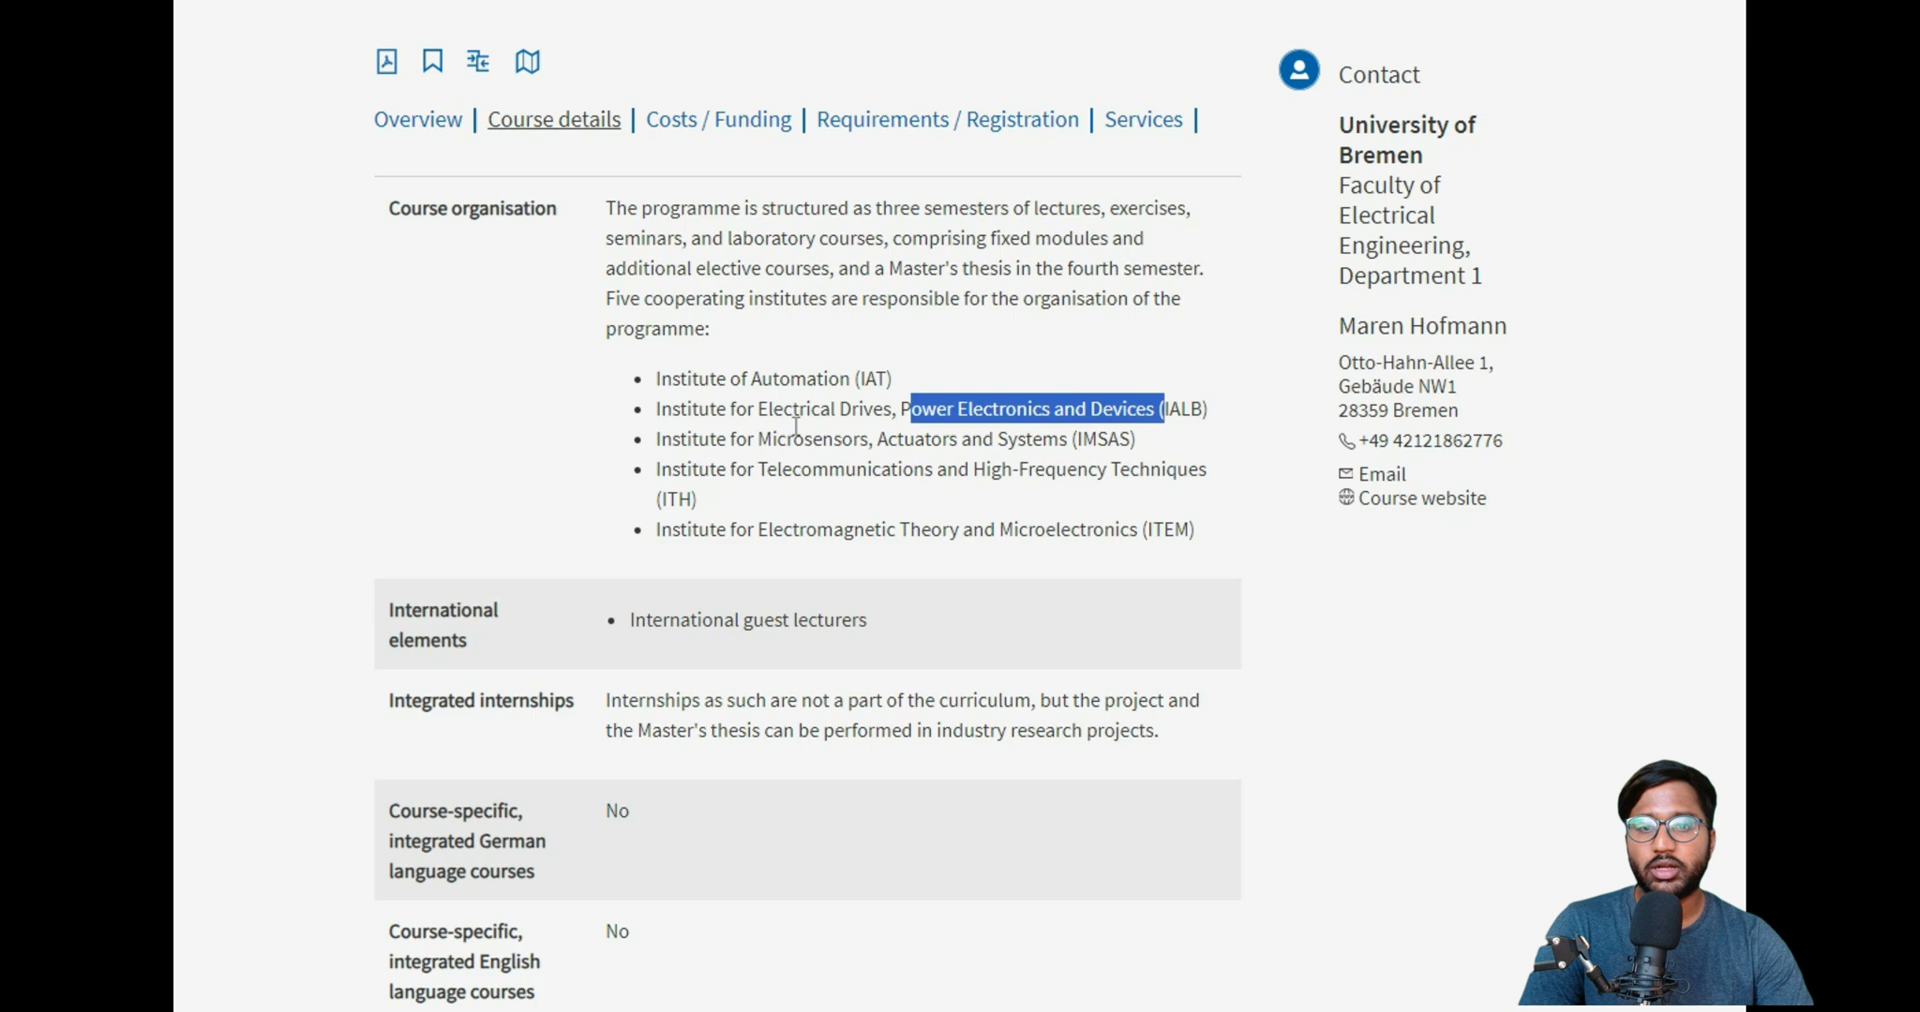 Overview | Course details | Costs / Funding | Requirements / Registration | Services |
Course organisation
The programme is structured as three semesters of lectures, exercises,
seminars, and laboratory courses, comprising fixed modules and
additional elective courses, and a Master's thesis in the fourth semester.
Five cooperating institutes are responsible for the organisation of the
programme:
• Institute of Automation (IAT)
• Institute for Electrical Drives, Power Electronics and Devices (IALB)
• Institute for Microsensors, Actuators and Systems (IMSAS)
• Institute for Telecommunications and High-Frequency Techniques
(ITH)
• Institute for Electromagnetic Theory and Microelectronics (ITEM)
International
elements
• International guest lecturers
Integrated internships
Internships as such are not a part of the curriculum, but the project and
the Master's thesis can be performed in industry research projects.
Course-specific,
integrated German
language courses
No
Course-specific,
integrated English
language courses
No
Contact
University of
Bremen
Faculty of
Electrical
Engineering,
Department 1
Maren Hofmann
Otto-Hahn-Allee 1,
Gebäude NW1
28359 Bremen
+49 42121862776
Email
Course website